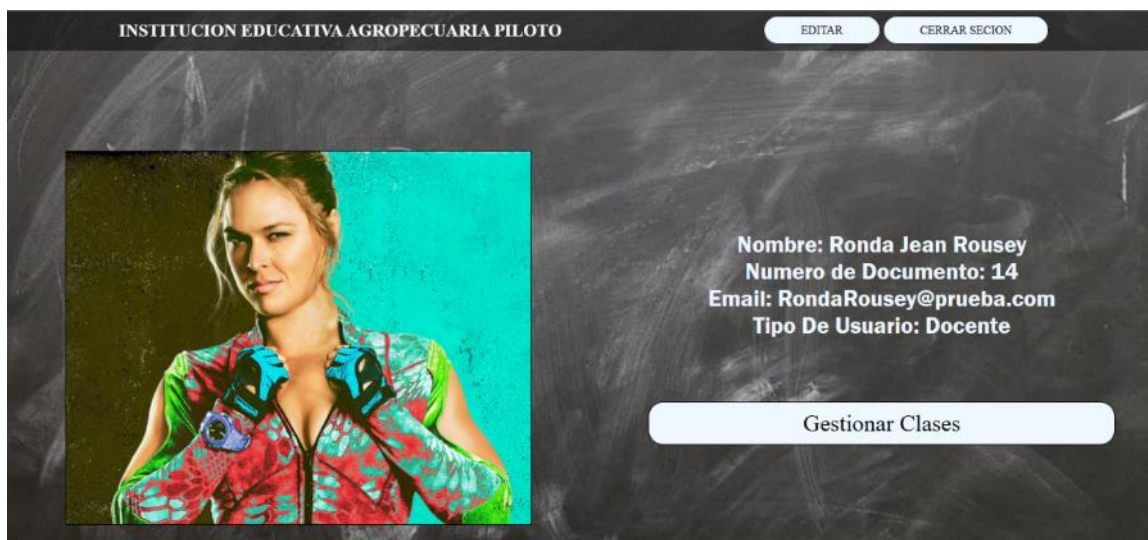 INSTITUCION EDUCATIVA AGROPECUARIA PILOTO
EDITAR
CERRAR SECION
Nombre: Ronda Jean Rousey
Numero de Documento: 14
Email: RondaRousey@prueba.com
Tipo De Usuario: Docente
Gestionar Clases